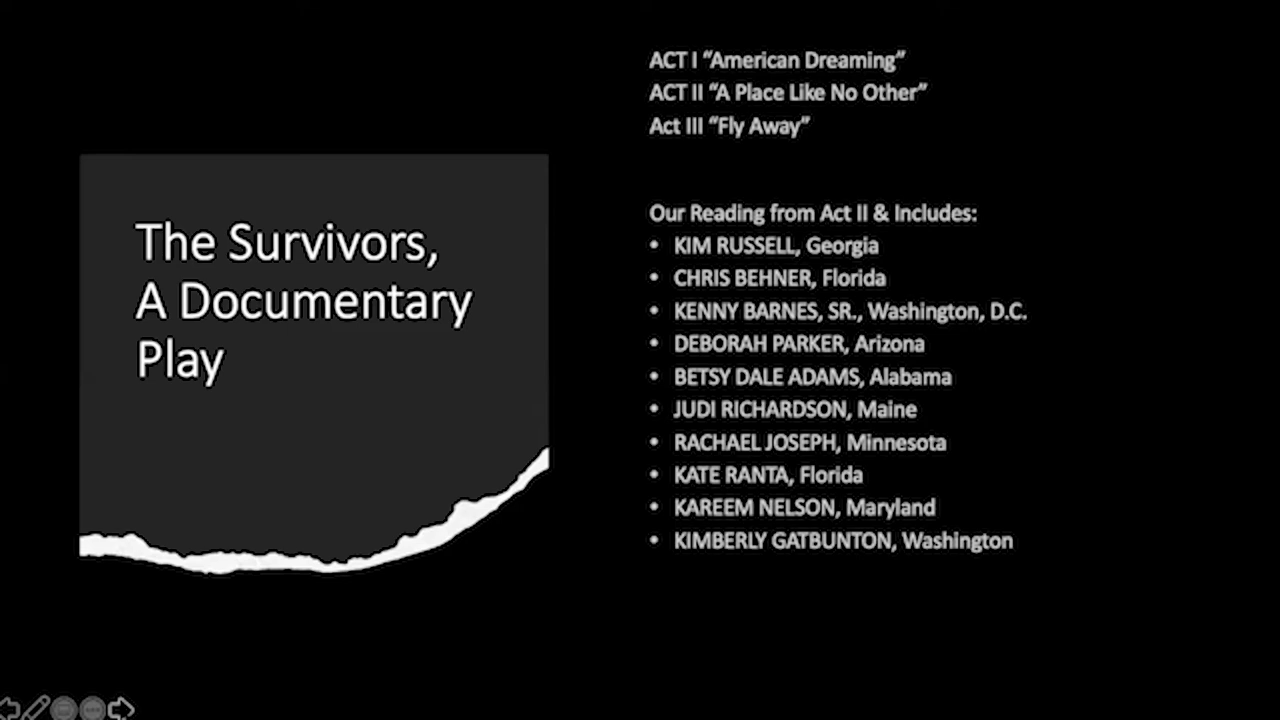 The Survivors,
A Documentary
Play
ACT I “American Dreaming”
ACT II “A Place Like No Other”
Act III “Fly Away”
Our Reading from Act II & Includes:
• KIM RUSSELL, Georgia
• CHRIS BEHNER, Florida
• KENNY BARNES, SR., Washington, D.C.
• DEBORAH PARKER, Arizona
• BETSY DALE ADAMS, Alabama
• JUDI RICHARDSON, Maine
• RACHAEL JOSEPH, Minnesota
• KATE RANTA, Florida
• KAREEM NELSON, Maryland
• KIMBERLY GATBUNTON, Washington